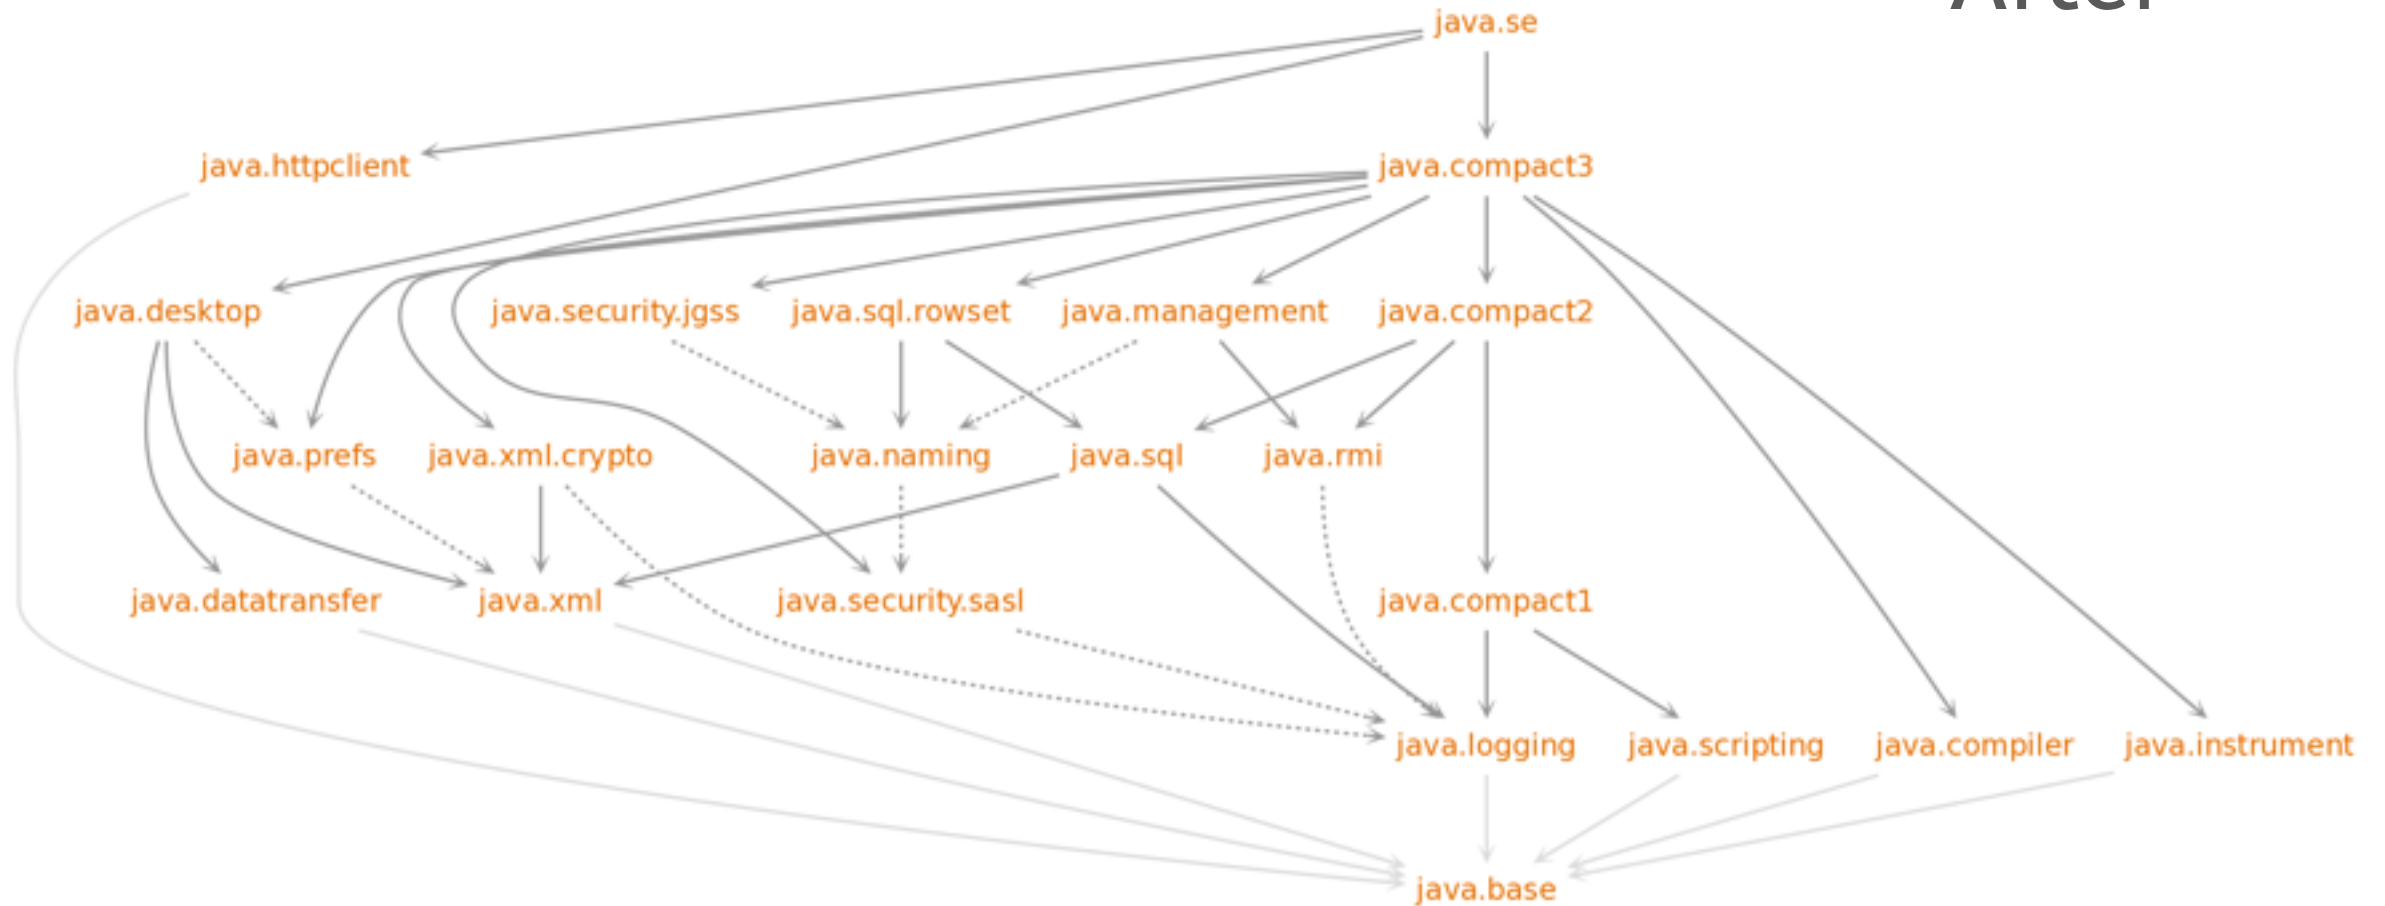 After
java.se
java.httpclient
java.compact3
java.desktop
java.security.jgss
java.sql.rowset
java.management
java.compact2
java.prefs
java.xml.crypto
java.naming
java.sql
java.rmi
java.datatransfer
java.xml
java.security.sasl
java.compact1
java.logging
java.scripting
java.compiler
java.instrument
java.base